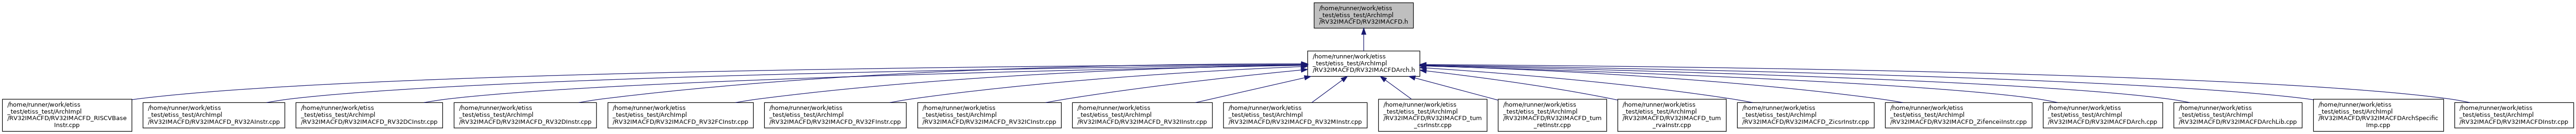 /home/runner/work/etiss
_test/etiss_test/ArchImpl
/RV32IMACFD/RV32IMACFD.h
/home/runner/work/etiss
_test/etiss_test/ArchImpl
/RV32IMACFD/RV32IMACFDArch.h
/home/runner/work/etiss
_test/etiss_test/ArchImpl
/RV32IMACFD/RV32IMACFD_RISCVBase
Instr.cpp
/home/runner/work/etiss
_test/etiss_test/ArchImpl
/RV32IMACFD/RV32IMACFD_RV32AInstr.cpp
/home/runner/work/etiss
_test/etiss_test/ArchImpl
/RV32IMACFD/RV32IMACFD_RV32DCInstr.cpp
/home/runner/work/etiss
_test/etiss_test/ArchImpl
/RV32IMACFD/RV32IMACFD_RV32DInstr.cpp
/home/runner/work/etiss
_test/etiss_test/ArchImpl
/RV32IMACFD/RV32IMACFD_RV32FCInstr.cpp
/home/runner/work/etiss
_test/etiss_test/ArchImpl
/RV32IMACFD/RV32IMACFD_RV32FInstr.cpp
/home/runner/work/etiss
_test/etiss_test/ArchImpl
/RV32IMACFD/RV32IMACFD_RV32ICInstr.cpp
/home/runner/work/etiss
_test/etiss_test/ArchImpl
/RV32IMACFD/RV32IMACFD_RV32IInstr.cpp
/home/runner/work/etiss
_test/etiss_test/ArchImpl
/RV32IMACFD/RV32IMACFD_RV32MInstr.cpp
/home/runner/work/etiss
_test/etiss_test/ArchImpl
/RV32IMACFD/RV32IMACFD_tum
_csrInstr.cpp
/home/runner/work/etiss
_test/etiss_test/ArchImpl
/RV32IMACFD/RV32IMACFD_tum
_retInstr.cpp
/home/runner/work/etiss
_test/etiss_test/ArchImpl
/RV32IMACFD/RV32IMACFD_tum
_rvaInstr.cpp
/home/runner/work/etiss
_test/etiss_test/ArchImpl
/RV32IMACFD/RV32IMACFD_ZicsrInstr.cpp
/home/runner/work/etiss
_test/etiss_test/ArchImpl
/RV32IMACFD/RV32IMACFD_ZifenceiInstr.cpp
/home/runner/work/etiss
_test/etiss_test/ArchImpl
/RV32IMACFD/RV32IMACFDArch.cpp
/home/runner/work/etiss
_test/etiss_test/ArchImpl
/RV32IMACFD/RV32IMACFDArchLib.cpp
/home/runner/work/etiss
_test/etiss_test/ArchImpl
/RV32IMACFD/RV32IMACFDArchSpecific
Imp.cpp
/home/runner/work/etiss
_test/etiss_test/ArchImpl
/RV32IMACFD/RV32IMACFDInstr.cpp